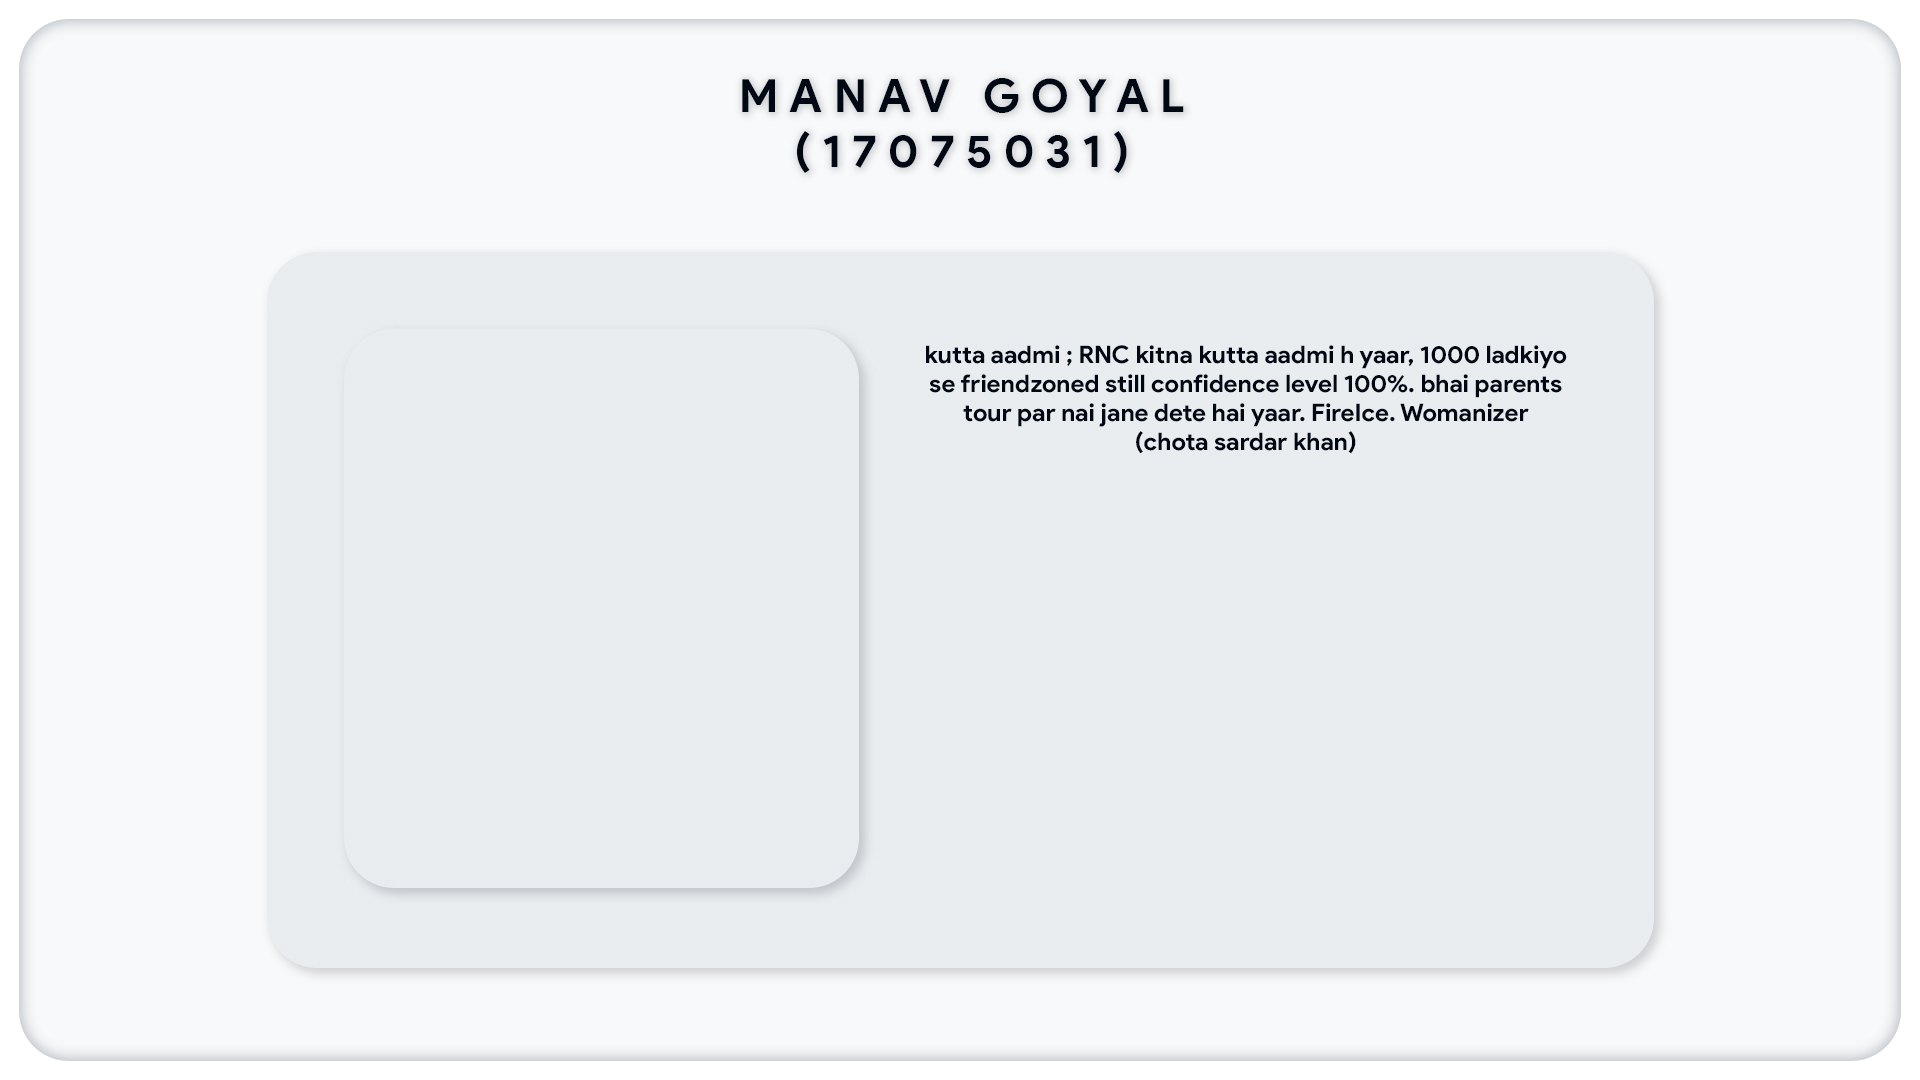 MANAV GOYAL
(17075031)
kutta aadmi ; RNC kitna kutta aadmi h yaar, 1000 ladkiyo
se friendzoned still confidence level 100%. bhai parents
tour par nai jane dete hai yaar. FireIce. Womanizer
(chota sardar khan)